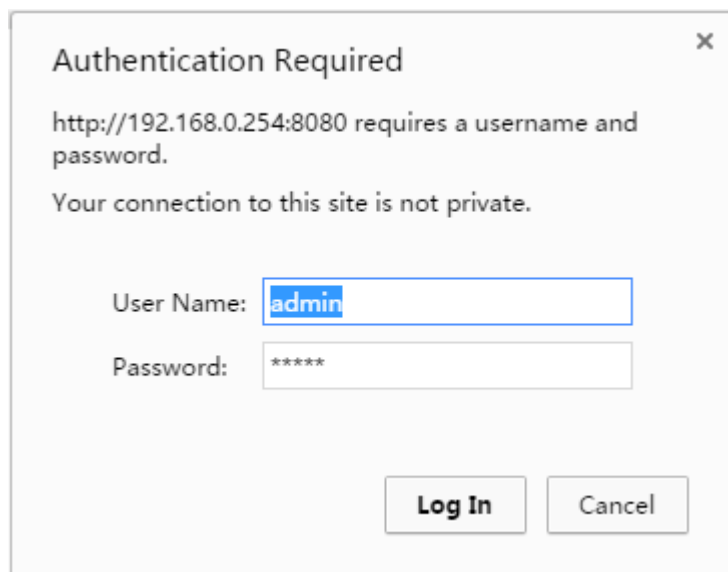 Authentication Required
http://192.168.0.254:8080 requires a username and
password.
Your connection to this site is not private.
User Name: admin
Password: *****
Log In Cancel